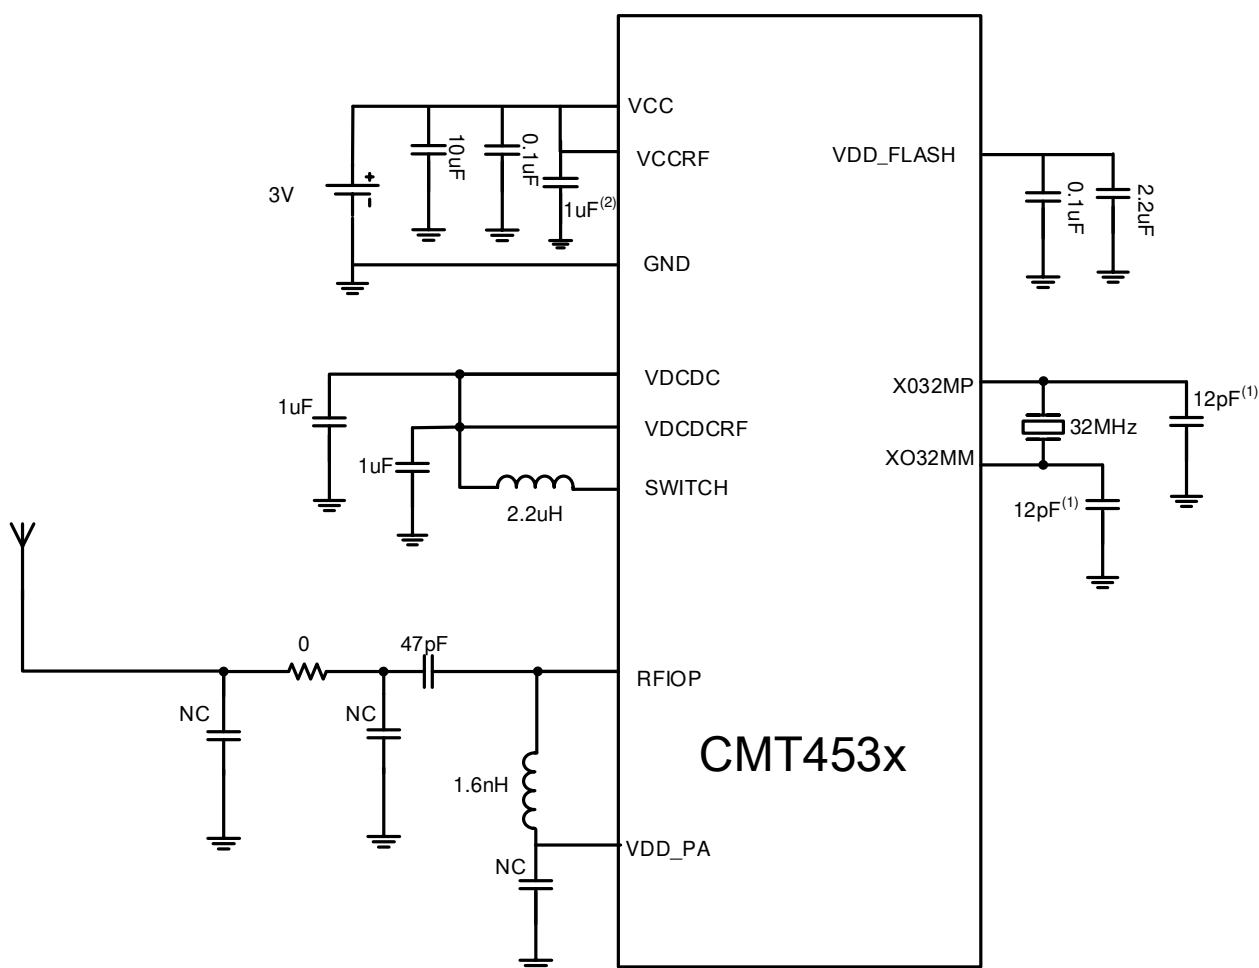 VCC
10uF
0.1uF
VCCRF
VDD_FLASH
3V
+
-
1uF(2)
0.1uF
2.2uF
GND
VDCDC
X032MP
1uF
12pF(1)
VDCDCRF
32MHz
1uF
XO32MM
SWITCH
2.2uH
12pF(1)
0
47pF
RFIOP
NC
NC
CMT453x
1.6nH
VDD_PA
NC